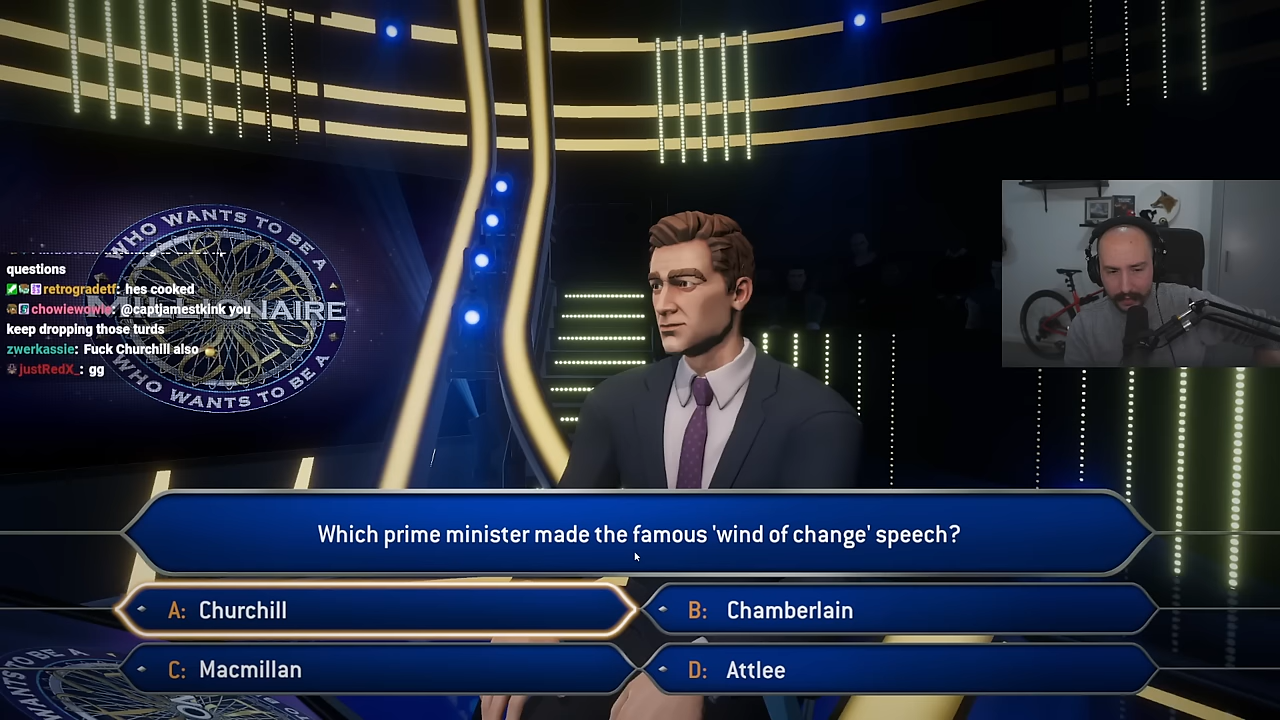 WHO WANTS TO BE A
MILLIONAIRE
WHO WANTS TO BE A
questions
retrogradetf: hes cooked
chowiewowie: @captjamestkink you
keep dropping those turds
zwerkassie: Fuck Churchill also
justRedX_: gg
Which prime minister made the famous 'wind of change' speech?
A: Churchill
B: Chamberlain
C: Macmillan
D: Attlee
TO BE A